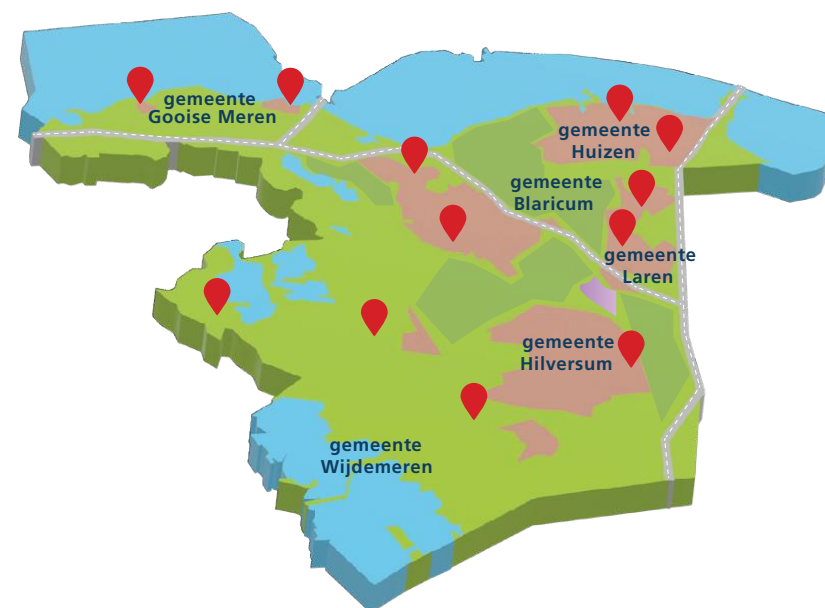 gemeente
Gooise Meren
gemeente
Huizen
gemeente
Blaricum
gemeente
Laren
gemeente
Hilversum
gemeente
Wijdemeren